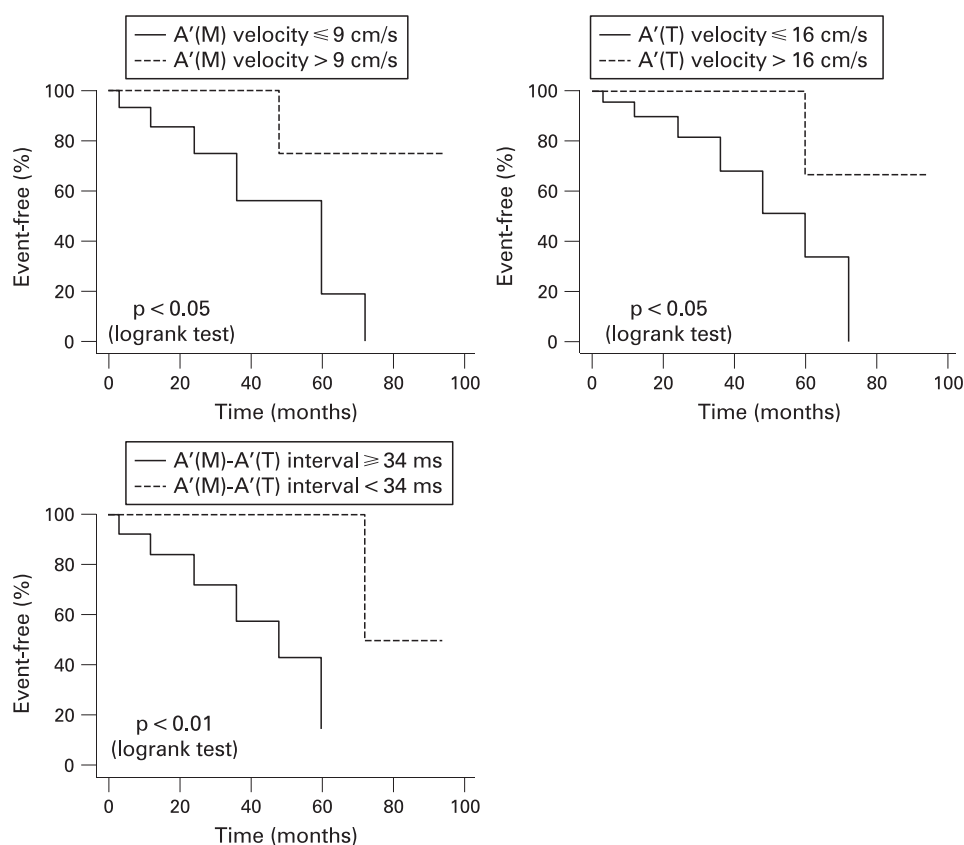 A′(M) velocity ⩽ 9 cm/s
A′(M) velocity > 9 cm/s
100
80
60
40
20
0
Event-free (%)
p < 0.05
(logrank test)
0 20 40 60 80 100
Time (months)
A′(T) velocity ⩽ 16 cm/s
A′(T) velocity > 16 cm/s
100
80
60
40
20
0
Event-free (%)
p < 0.05
(logrank test)
0 20 40 60 80 100
Time (months)
A′(M)-A′(T) interval ⩾ 34 ms
A′(M)-A′(T) interval < 34 ms
100
80
60
40
20
0
Event-free (%)
p < 0.01
(logrank test)
0 20 40 60 80 100
Time (months)